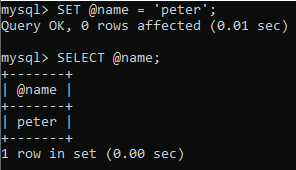 mysql> SET @name = 'peter';
Query OK, 0 rows affected (0.01 sec)
mysql> SELECT @name;
+-------+
| @name |
+-------+
| peter |
+-------+
1 row in set (0.00 sec)